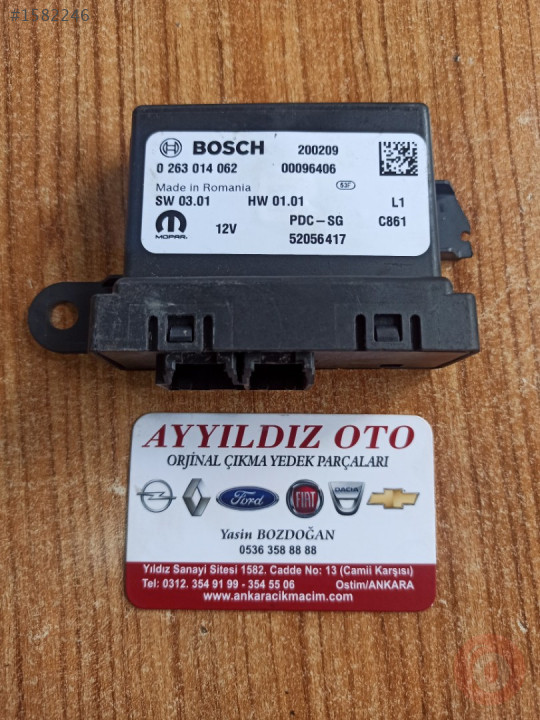 #1582246
BOSCH 200209
0 263 014 062 00096406
Made in Romania 53F
SW 03.01 HW 01.01 L1
MOPAR. 12V PDC-SG C861
52056417
AYYILDIZ OTO
ORJİNAL ÇIKMA YEDEK PARÇALARI
Ford FIAT DACIA
Yasin BOZDOĞAN
0536 358 88 88
Yıldız Sanayi Sitesi 1582. Cadde No: 13 (Camii Karşısı)
Tel: 0312. 354 91 99 - 354 55 06 Ostim/ANKARA
www.ankaracikmacim.com